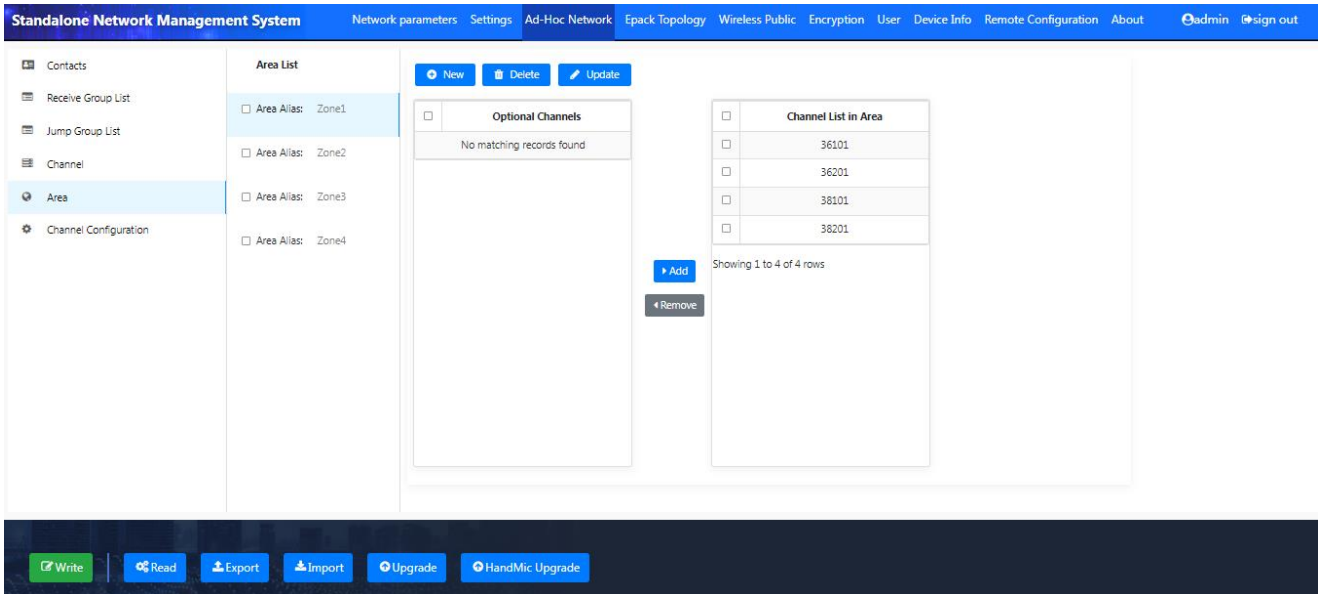 Standalone Network Management System Network parameters Settings Ad-Hoc Network Epack Topology Wireless Public Encryption User Device Info Remote Configuration About admin sign out
Contacts
Receive Group List
Jump Group List
Channel
Area
Channel Configuration
Area List
Area Alias: Zone1
Area Alias: Zone2
Area Alias: Zone3
Area Alias: Zone4
New Delete Update
Optional Channels
No matching records found
Add
Remove
Channel List in Area
36101
36201
38101
38201
Showing 1 to 4 of 4 rows
Write Read Export Import Upgrade HandMic Upgrade